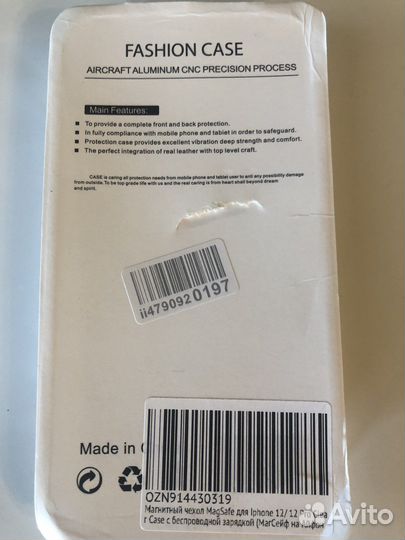 FASHION CASE
AIRCRAFT ALUMINUM CNC PRECISION PROCESS
Main Features:
To provide a complete front and back protection.
In fully compliance with mobile phone and tablet in order to safeguard.
Protection case provides excellent vibration deep strength and comfort.
The perfect integration of real leather with top level craft.
CASE is caring all protection needs from mobile phone and tablet user to anti any possibility damage
from outside. To be top grade life with us and the real caring is from heart shall beyond dream
and spirit.
ii4790920197
Made in C
OZN914430319
Магнитный чехол MagSafe для Iphone 12/ 12 Pro Clea
r Case с беспроводной зарядкой (МагСейф на Айфон
Avito